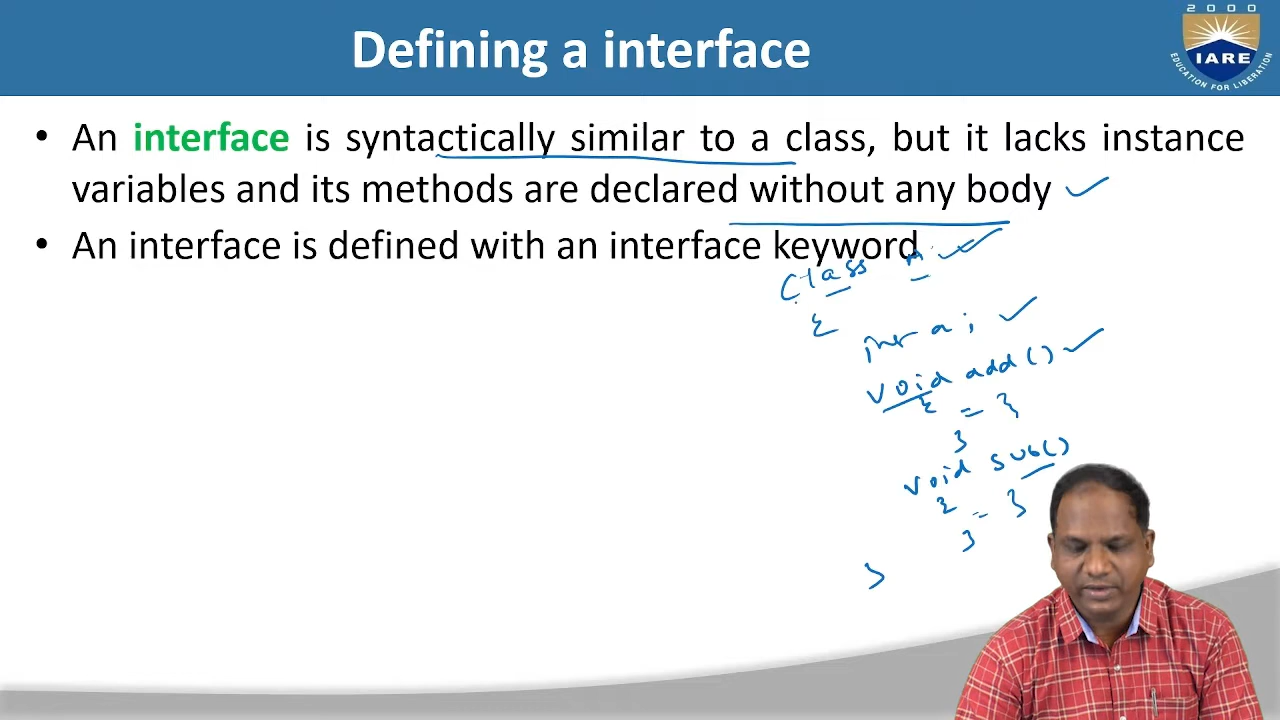 2000
Defining a interface
IARE
EDUCATION FOR LIBERATION
• An interface is syntactically similar to a class, but it lacks instance
variables and its methods are declared without any body
• An interface is defined with an interface keyword
Class
{
int a ;
void add()
{ = }
}
void sub()
{ = }
}
}